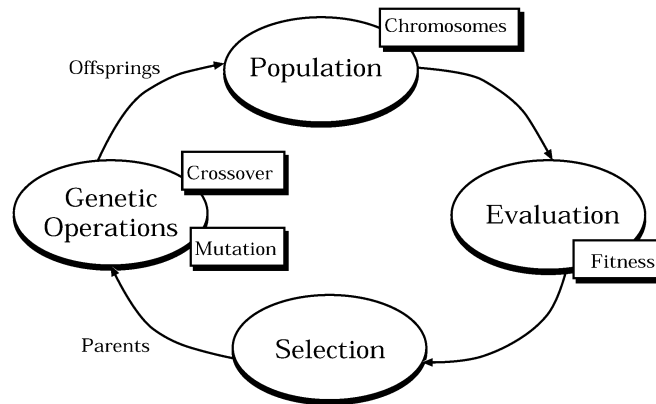 Chromosomes
Offsprings
Population
Crossover
Genetic
Operations
Mutation
Evaluation
Fitness
Parents
Selection